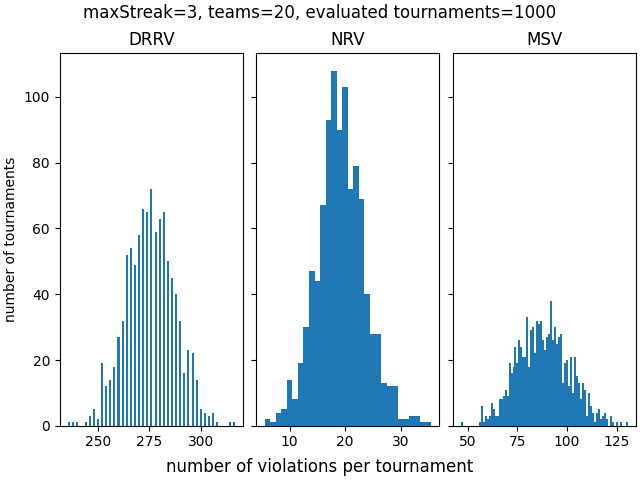 maxStreak=3, teams=20, evaluated tournaments=1000
DRRV NRV MSV
number of tournaments
100
80
60
40
20
0
250 275 300 10 20 30 50 75 100 125
number of violations per tournament